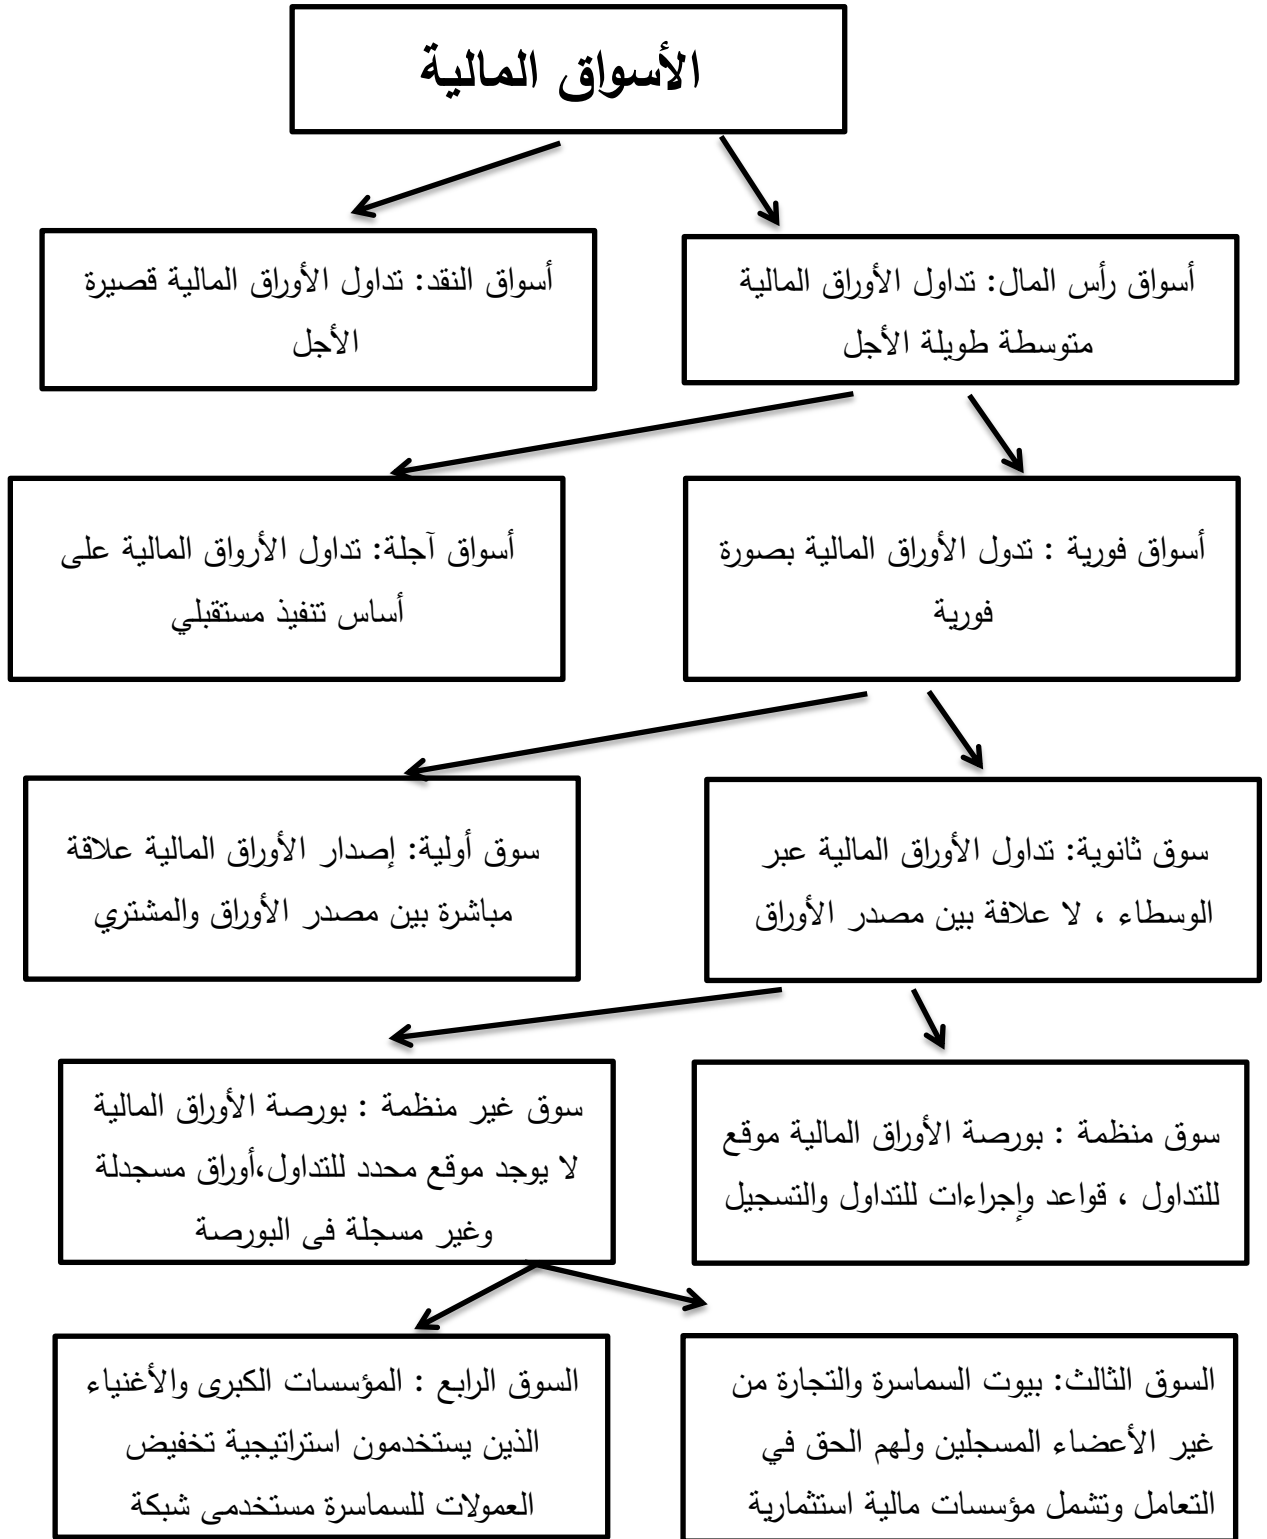 الأسواق المالية
أسواق رأس المال: تداول الأوراق المالية
متوسطة طويلة الأجل
أسواق النقد: تداول الأوراق المالية قصيرة
الأجل
أسواق فورية : تدول الأوراق المالية بصورة
فورية
أسواق آجلة: تداول الأرواق المالية على
أساس تنفيذ مستقبلي
سوق ثانوية: تداول الأوراق المالية عبر
الوسطاء ، لا علافة بين مصدر الأوراق
سوق أولية: إصدار الأوراق المالية علاقة
مباشرة بين مصدر الأوراق والمشتري
سوق منظمة : بورصة الأوراق المالية موقع
للتداول ، قواعد وإجراءات للتداول والتسجيل
سوق غير منظمة : بورصة الأوراق المالية
لا يوجد موقع محدد للتداول،أوراق مسجدلة
وغير مسجلة فى البورصة
السوق الثالث: بيوت السماسرة والتجارة من
غير الأعضاء المسجلين ولهم الحق في
التعامل وتشمل مؤسسات مالية استثمارية
السوق الرابع : المؤسسات الكبرى والأغنياء
الذين يستخدمون استراتيجية تخفيض
العمولات للسماسرة مستخدمى شبكة